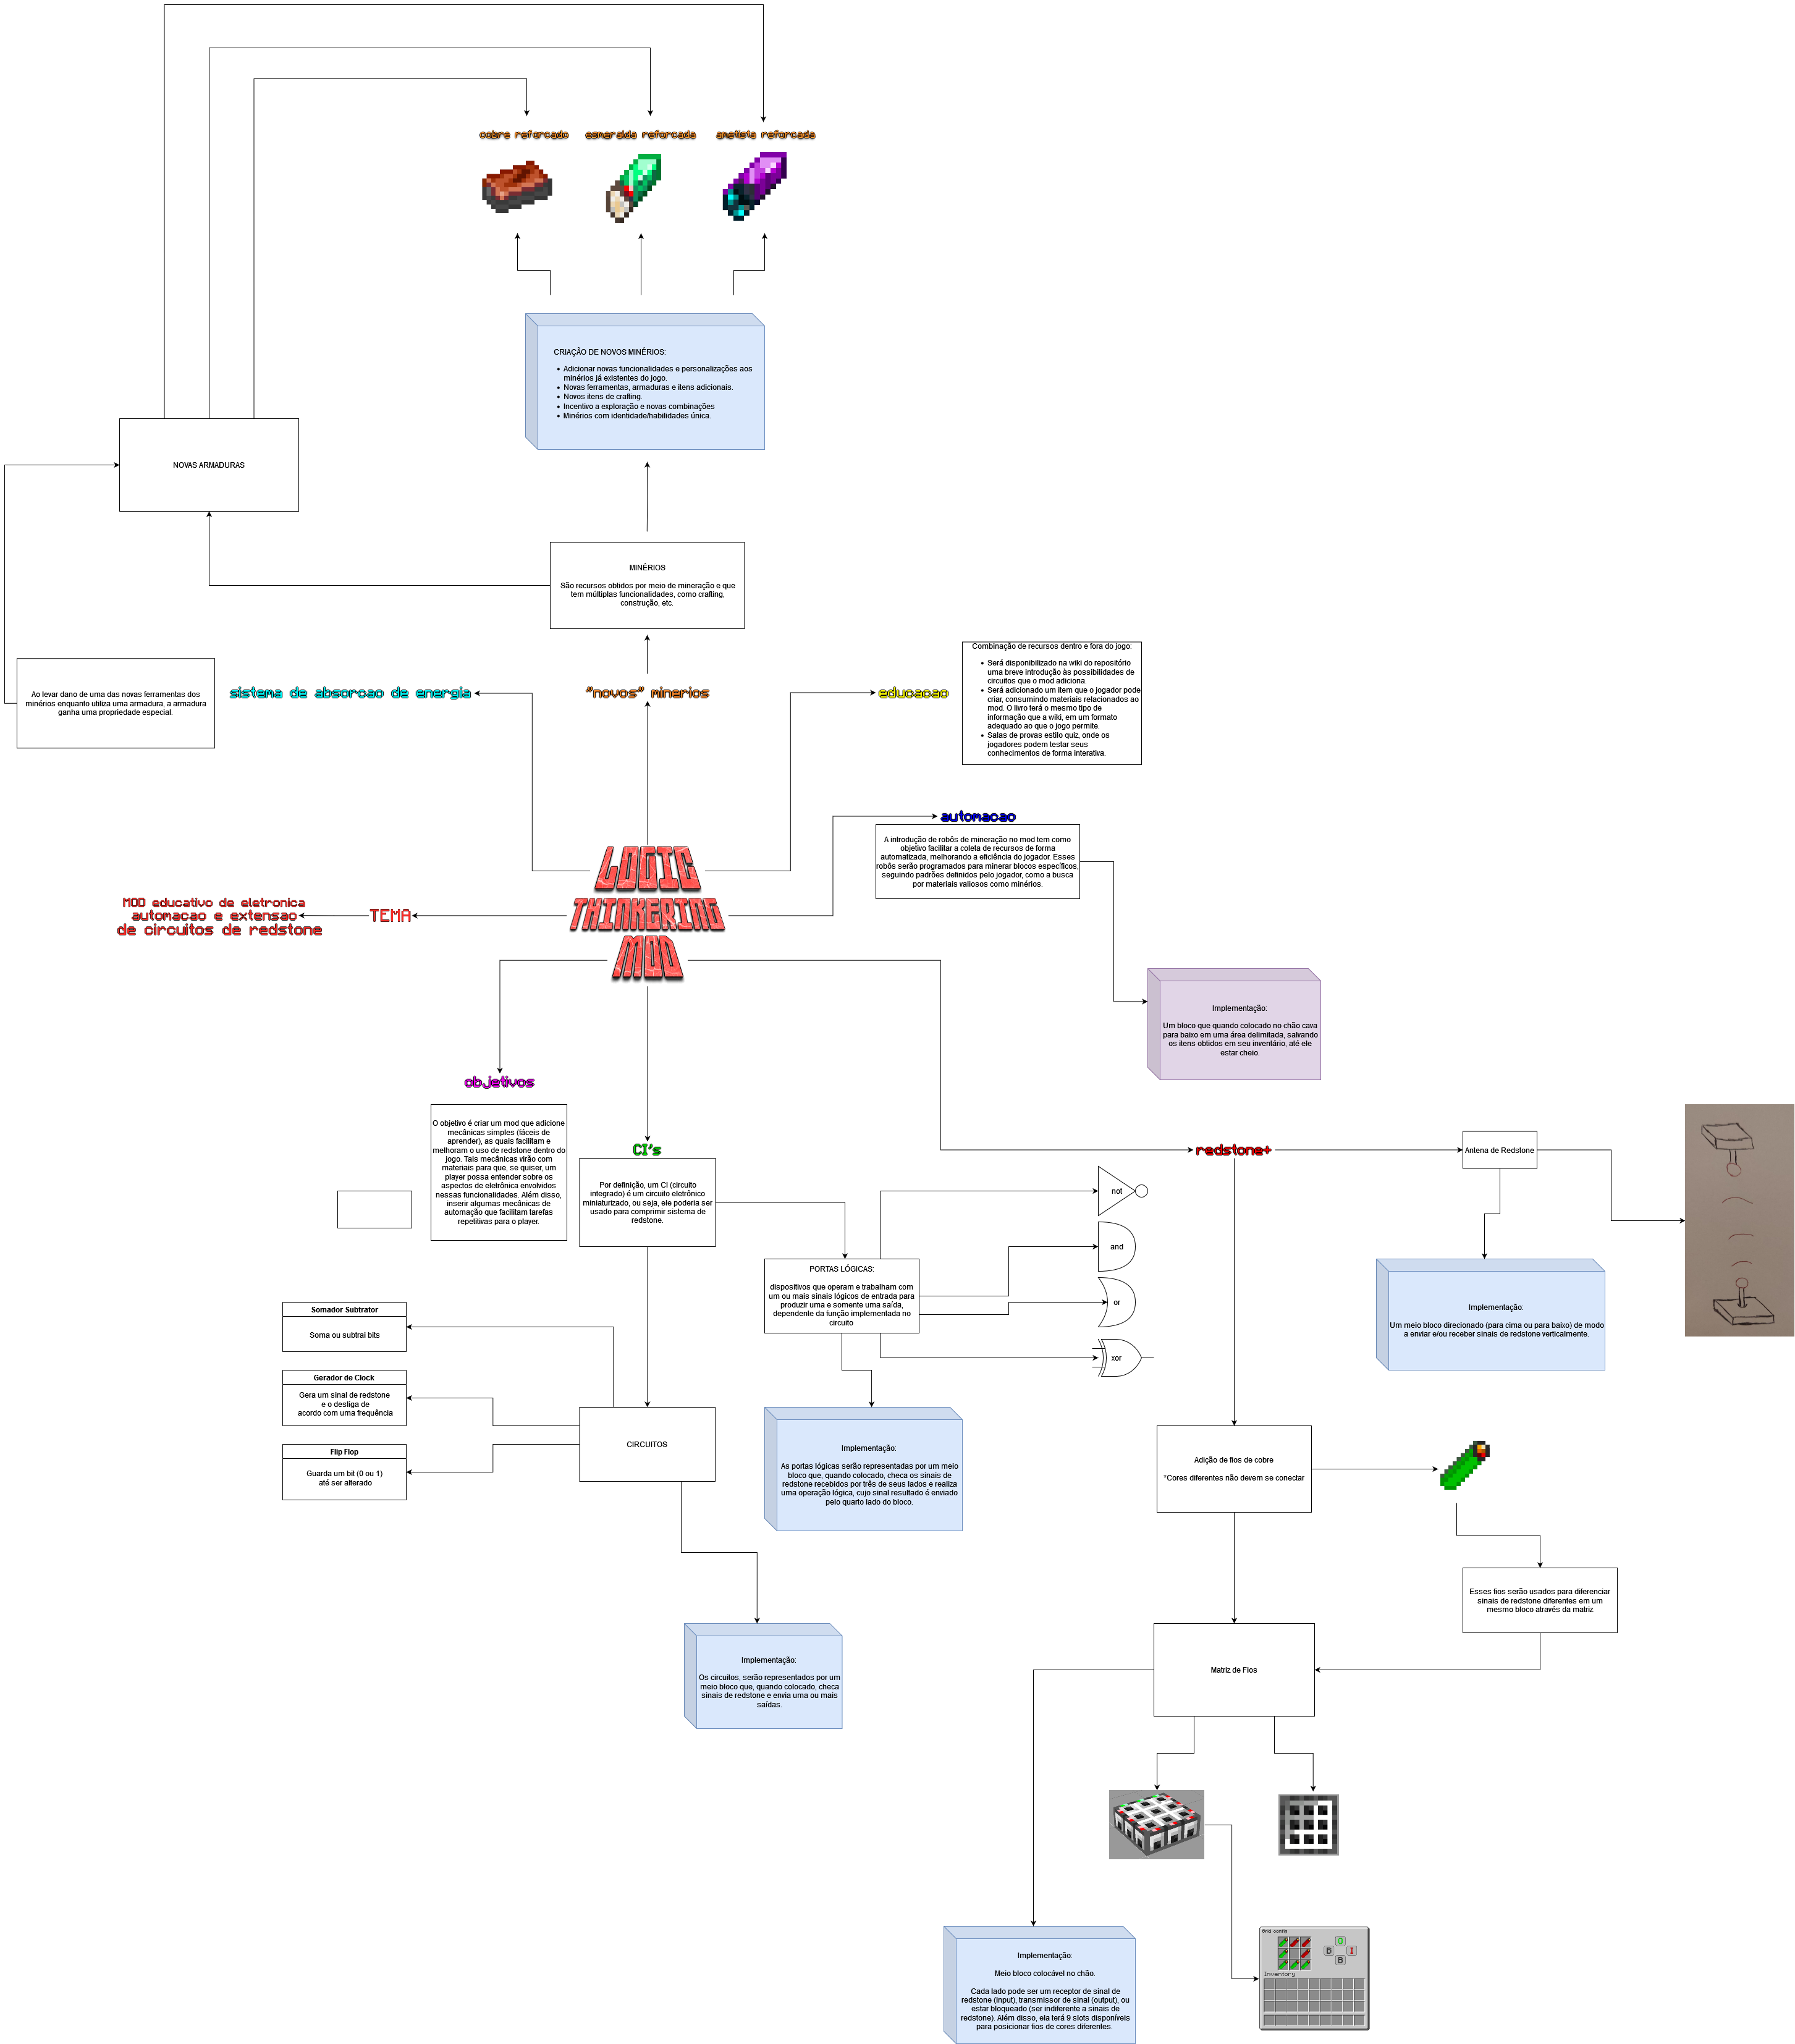 cobre reforcado
esmeralda reforcada
ametista reforcada
CRIAÇÃO DE NOVOS MINÉRIOS:
Adicionar novas funcionalidades e personalizações aos
minérios já existentes do jogo.
Novas ferramentas, armaduras e itens adicionais.
Novos itens de crafting.
Incentivo a exploração e novas combinações
Minérios com identidade/habilidades única.
NOVAS ARMADURAS
MINÉRIOS
São recursos obtidos por meio de mineração e que
tem múltiplas funcionalidades, como crafting,
construção, etc.
Ao levar dano de uma das novas ferramentas dos
minérios enquanto utiliza uma armadura, a armadura
ganha uma propriedade especial.
sistema de absorcao de energia
"novos" minerios
educacao
Combinação de recursos dentro e fora do jogo:
Será disponibilizado na wiki do repositório
uma breve introdução às possibilidades de
circuitos que o mod adiciona.
Será adicionado um item que o jogador pode
criar, consumindo materiais relacionados ao
mod. O livro terá o mesmo tipo de
informação que a wiki, em um formato
adequado ao que o jogo permite.
Salas de provas estilo quiz, onde os
jogadores podem testar seus
conhecimentos de forma interativa.
automacao
A introdução de robôs de mineração no mod tem como
objetivo facilitar a coleta de recursos de forma
automatizada, melhorando a eficiência do jogador. Esses
robôs serão programados para minerar blocos específicos,
seguindo padrões definidos pelo jogador, como a busca
por materiais valiosos como minérios.
LOGIC
THINKERING
MOD
TEMA
MOD educativo de eletronica
automacao e extensao
de circuitos de redstone
Implementação:
Um bloco que quando colocado no chão cava
para baixo em uma área delimitada, salvando
os itens obtidos em seu inventário, até ele
estar cheio.
objetivos
O objetivo é criar um mod que adicione
mecânicas simples (fáceis de
aprender), as quais facilitam e
melhoram o uso de redstone dentro do
jogo. Tais mecânicas virão com
materiais para que, se quiser, um
player possa entender sobre os
aspectos de eletrônica envolvidos
nessas funcionalidades. Além disso,
inserir algumas mecânicas de
automação que facilitam tarefas
repetitivas para o player.
CI's
Por definição, um CI (circuito
integrado) é um circuito eletrônico
miniaturizado, ou seja, ele poderia ser
usado para comprimir sistema de
redstone.
redstone+
Antena de Redstone
Implementação:
Um meio bloco direcionado (para cima ou para baixo) de modo
a enviar e/ou receber sinais de redstone verticalmente.
PORTAS LÓGICAS:
dispositivos que operam e trabalham com
um ou mais sinais lógicos de entrada para
produzir uma e somente uma saída,
dependente da função implementada no
circuito
not
and
or
xor
Implementação:
As portas lógicas serão representadas por um meio
bloco que, quando colocado, checa os sinais de
redstone recebidos por três de seus lados e realiza
uma operação lógica, cujo sinal resultado é enviado
pelo quarto lado do bloco.
Somador Subtrator
Soma ou subtrai bits
Gerador de Clock
Gera um sinal de redstone
e o desliga de
acordo com uma frequência
Flip Flop
Guarda um bit (0 ou 1)
até ser alterado
CIRCUITOS
Implementação:
Os circuitos, serão representados por um
meio bloco que, quando colocado, checa
sinais de redstone e envia uma ou mais
saídas.
Adição de fios de cobre
*Cores diferentes não devem se conectar
Esses fios serão usados para diferenciar
sinais de redstone diferentes em um
mesmo bloco através da matriz
Matriz de Fios
Implementação:
Meio bloco colocável no chão.
Cada lado pode ser um receptor de sinal de
redstone (input), transmissor de sinal (output), ou
estar bloqueado (ser indiferente a sinais de
redstone). Além disso, ela terá 9 slots disponíveis
para posicionar fios de cores diferentes.
Grid config
O
B I
B
Inventory